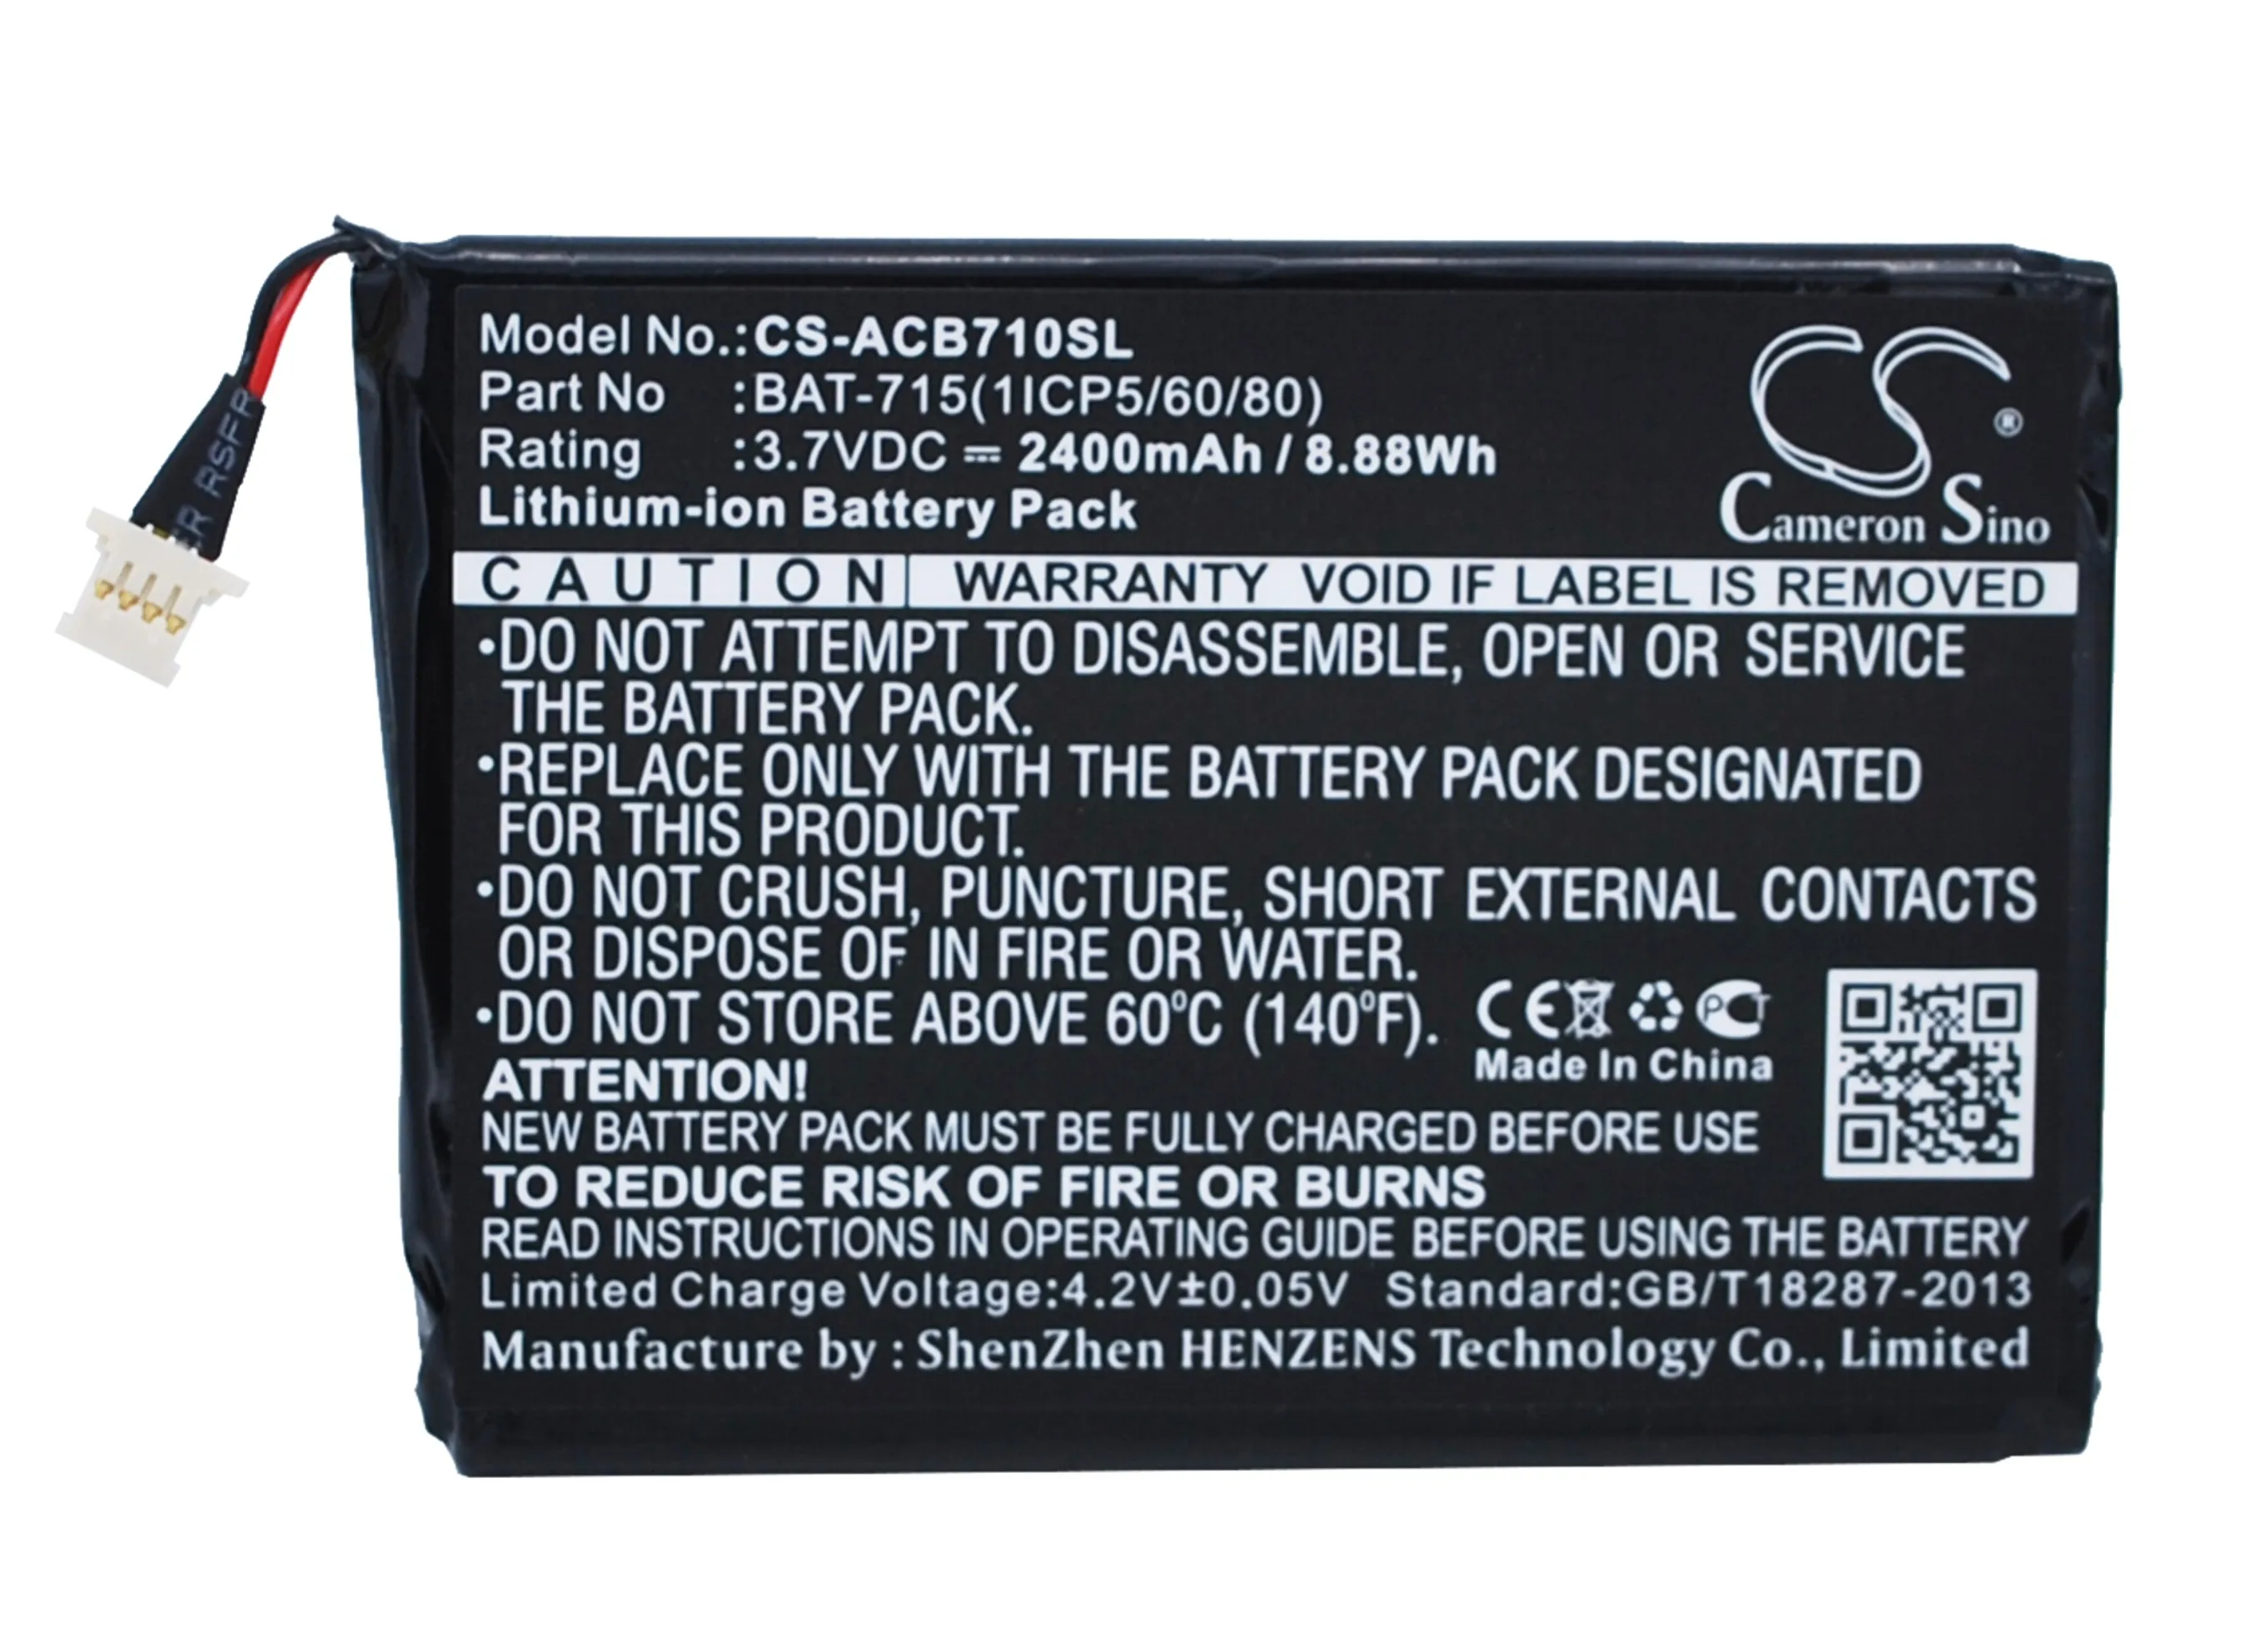 Model No.:CS-ACB710SL
Part No :BAT-715(1ICP5/60/80)
Rating :3.7VDC ⎓ 2400mAh / 8.88Wh
Lithium-ion Battery Pack
CS®
Cameron Sino
CAUTION WARRANTY VOID IF LABEL IS REMOVED
•DO NOT ATTEMPT TO DISASSEMBLE, OPEN OR SERVICE
THE BATTERY PACK.
•REPLACE ONLY WITH THE BATTERY PACK DESIGNATED
FOR THIS PRODUCT.
•DO NOT CRUSH, PUNCTURE, SHORT EXTERNAL CONTACTS
OR DISPOSE OF IN FIRE OR WATER.
•DO NOT STORE ABOVE 60°C (140°F).
CE PCT
Made In China
ATTENTION!
NEW BATTERY PACK MUST BE FULLY CHARGED BEFORE USE
TO REDUCE RISK OF FIRE OR BURNS
READ INSTRUCTIONS IN OPERATING GUIDE BEFORE USING THE BATTERY
Limited Charge Voltage:4.2V±0.05V Standard:GB/T18287-2013
Manufacture by : ShenZhen HENZENS Technology Co., Limited